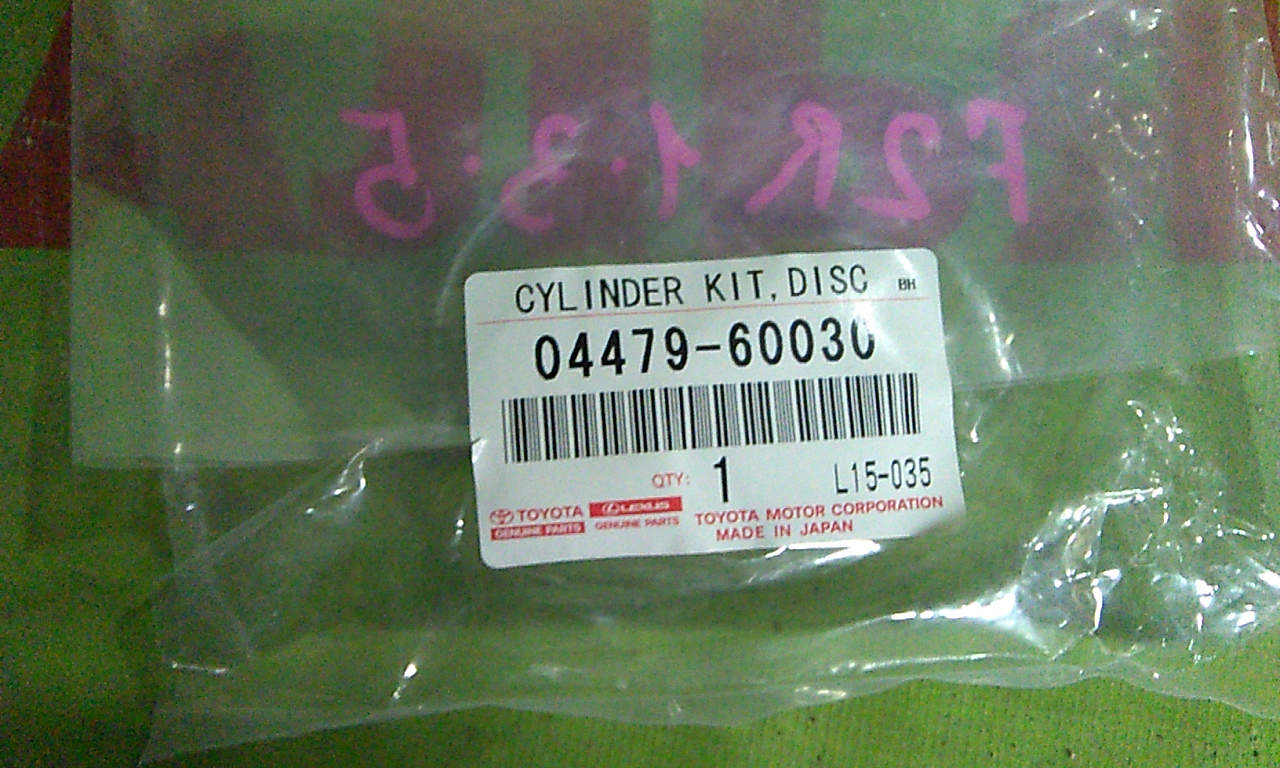 F2R 1.3.5
CYLINDER KIT,DISC BH
04479-60030
QTY: 1 L15-035
TOYOTA LEXUS TOYOTA MOTOR CORPORATION
GENUINE PARTS GENUINE PARTS MADE IN JAPAN